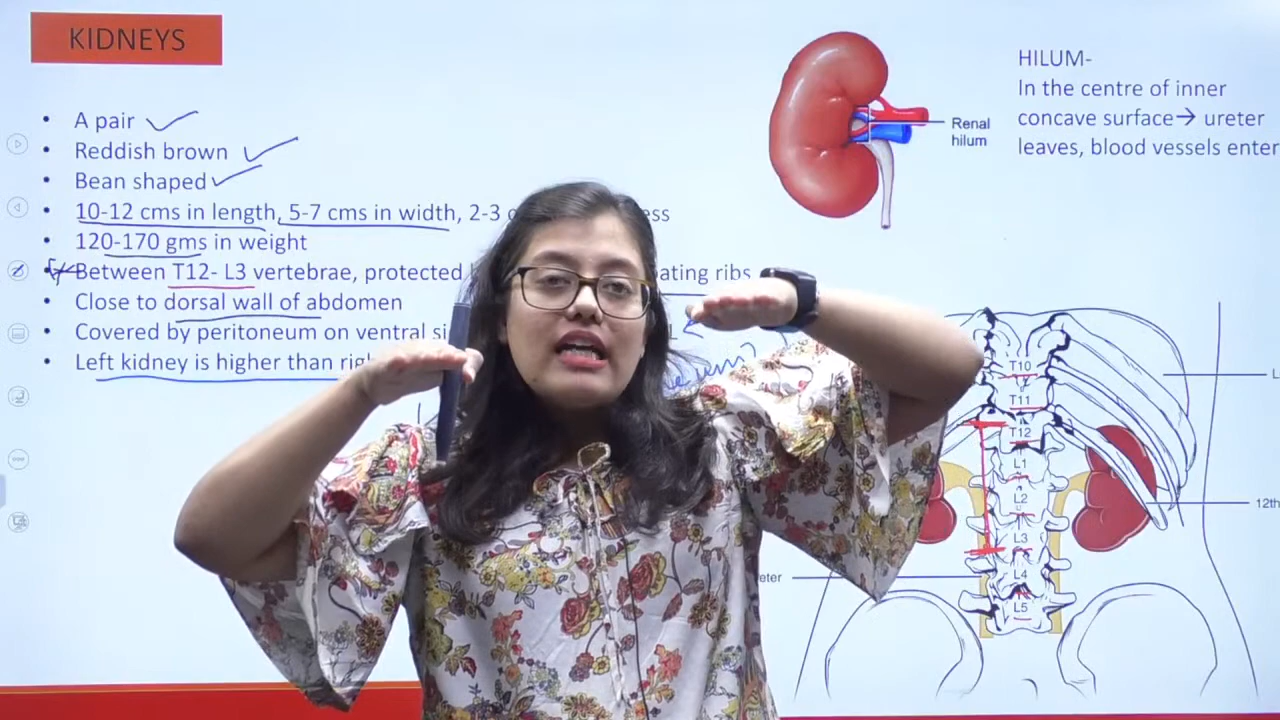 KIDNEYS
• A pair
• Reddish brown
• Bean shaped
• 10-12 cms in length, 5-7 cms in width, 2-3
• 120-170 gms in weight
• Between T12- L3 vertebrae, protected ribs
• Close to dorsal wall of abdomen
• Covered by peritoneum on ventral
• Left kidney is higher than
Renal
hilum
HILUM-
In the centre of inner
concave surface→ ureter
leaves, blood vessels enter
T10
T11
T12
L1
L2
L3
L4
L5
12th